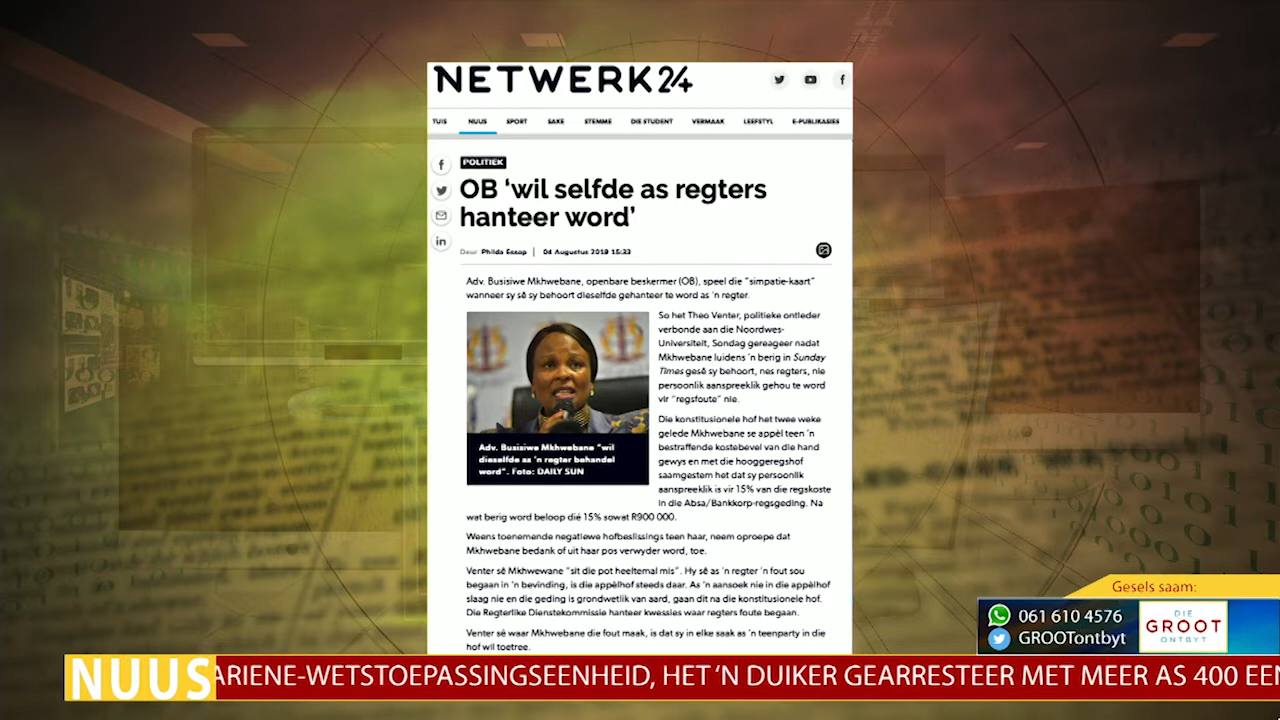 NETWERK24
TUIS NUUS SPORT SAKE STEMME DIE STUDENT VERMAAK LEEFSTYL E-PUBLIKASIES
POLITIEK
OB ‘wil selfde as regters
hanteer word’
Deur Philda Essop | 04 Augustus 2019 15:33
Adv. Busisiwe Mkhwebane, openbare beskermer (OB), speel die “simpatie-kaart”
wanneer sy sê sy behoort dieselfde gehanteer te word as ’n regter.
So het Theo Venter, politieke ontleder
verbonde aan die Noordwes-
Universiteit, Sondag gereageer nadat
Mkhwebane luidens ’n berig in Sunday
Times gesê sy behoort, nes regters, nie
persoonlik aanspreeklik gehou te word
vir “regsfoute” nie.
Adv. Busisiwe Mkhwebane “wil
dieselfde as ’n regter behandel
word”. Foto: DAILY SUN
Die konstitusionele hof het twee weke
gelede Mkhwebane se appèl teen ’n
bestraffende kostebevel van die hand
gewys en met die hooggeregshof
saamgestem het dat sy persoonlik
aanspreeklik is vir 15% van die regskoste
in die Absa/Bankkorp-regsgeding. Na
wat berig word beloop dié 15% sowat R900 000.
Weens toenemende negatiewe hofbeslissings teen haar, neem oproepe dat
Mkhwebane bedank of uit haar pos verwyder word, toe.
Venter sê Mkhwewane “sit die pot heeltemal mis”. Hy sê as ’n regter ’n fout sou
begaan in ’n bevinding, is die appèlhof steeds daar. As ’n aansoek nie in die appèlhof
slaag nie en die geding is grondwetlik van aard, gaan dit na die konstitusionele hof.
Die Regterlike Dienstekommissie hanteer kwessies waar regters foute begaan.
Venter sê waar Mkhwebane die fout maak, is dat sy in elke saak as ’n teenparty in die
hof wil toetree.
Gesels saam:
061 610 4576
GROOTontbyt
DIE
GROOT
ONTBYT
NUUS
ARIENE-WETSTOEPASSINGSEENHEID, HET ‘N DUIKER GEARRESTEER MET MEER AS 400 EEN